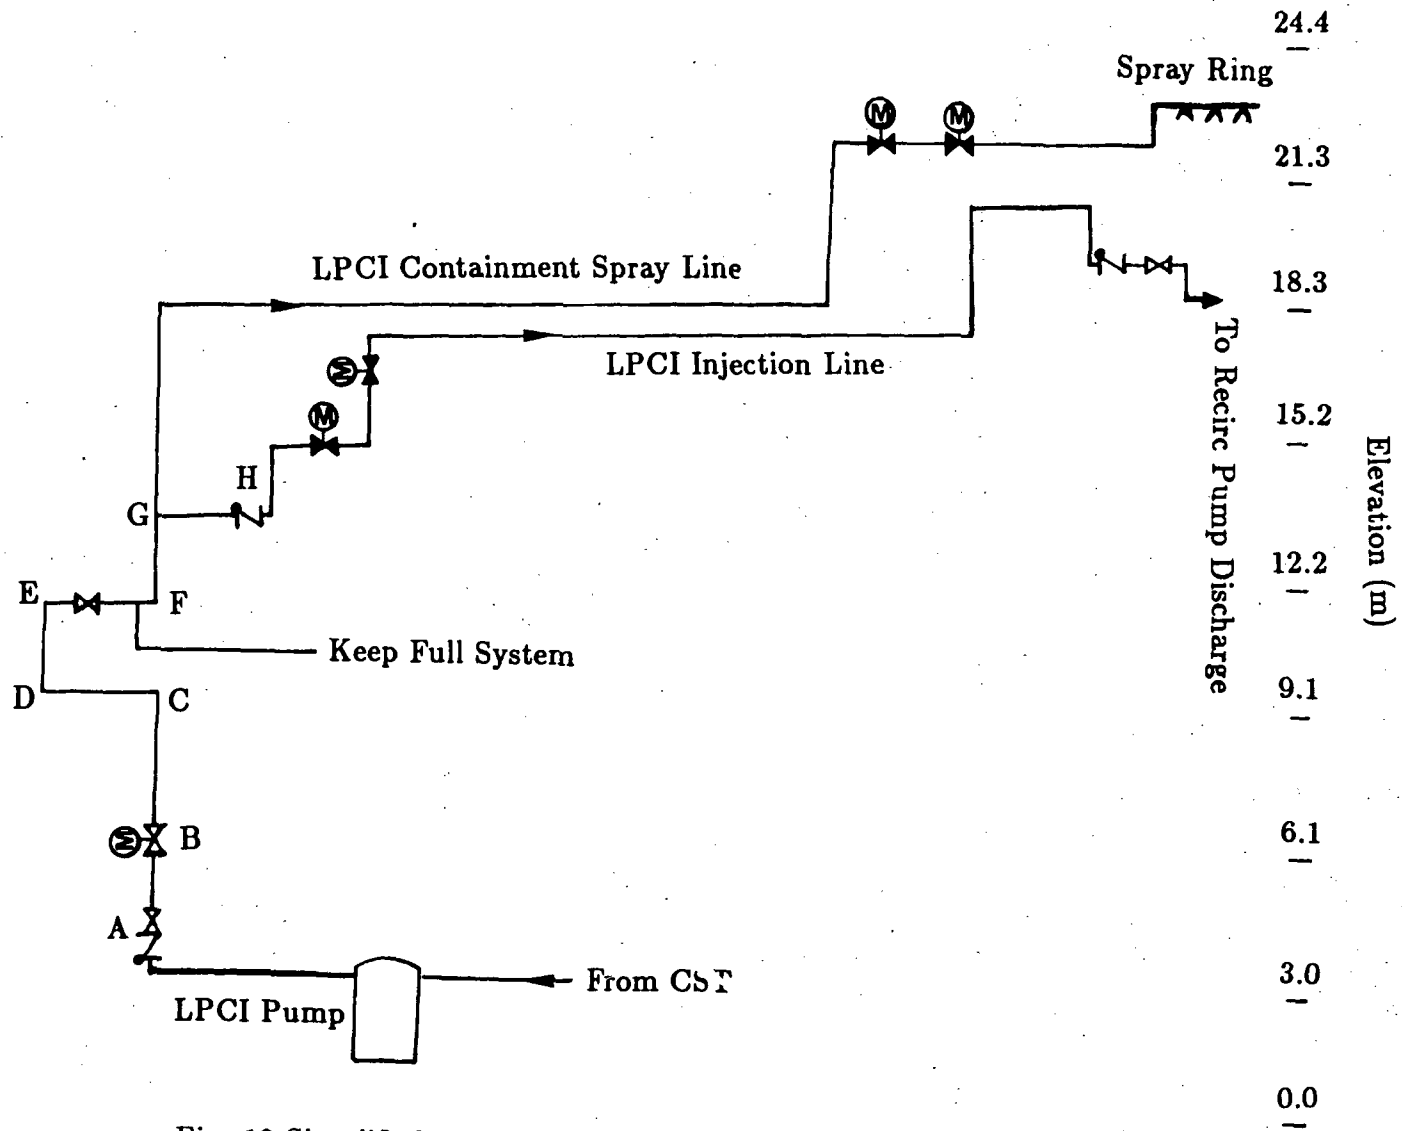 24.4
Spray Ring
M
M
21.3
LPCI Containment Spray Line
18.3
M
LPCI Injection Line
To Recirc Pump Discharge
M
15.2
Elevation (m)
H
G
12.2
E
F
Keep Full System
D
C
9.1
M
B
6.1
A
From CST
3.0
LPCI Pump
0.0